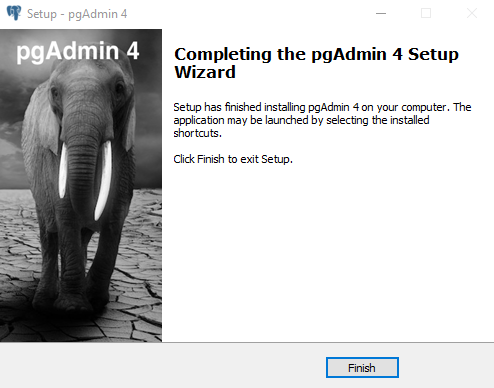 Setup - pgAdmin 4
pgAdmin 4
Completing the pgAdmin 4 Setup
Wizard
Setup has finished installing pgAdmin 4 on your computer. The
application may be launched by selecting the installed
shortcuts.
Click Finish to exit Setup.
Finish